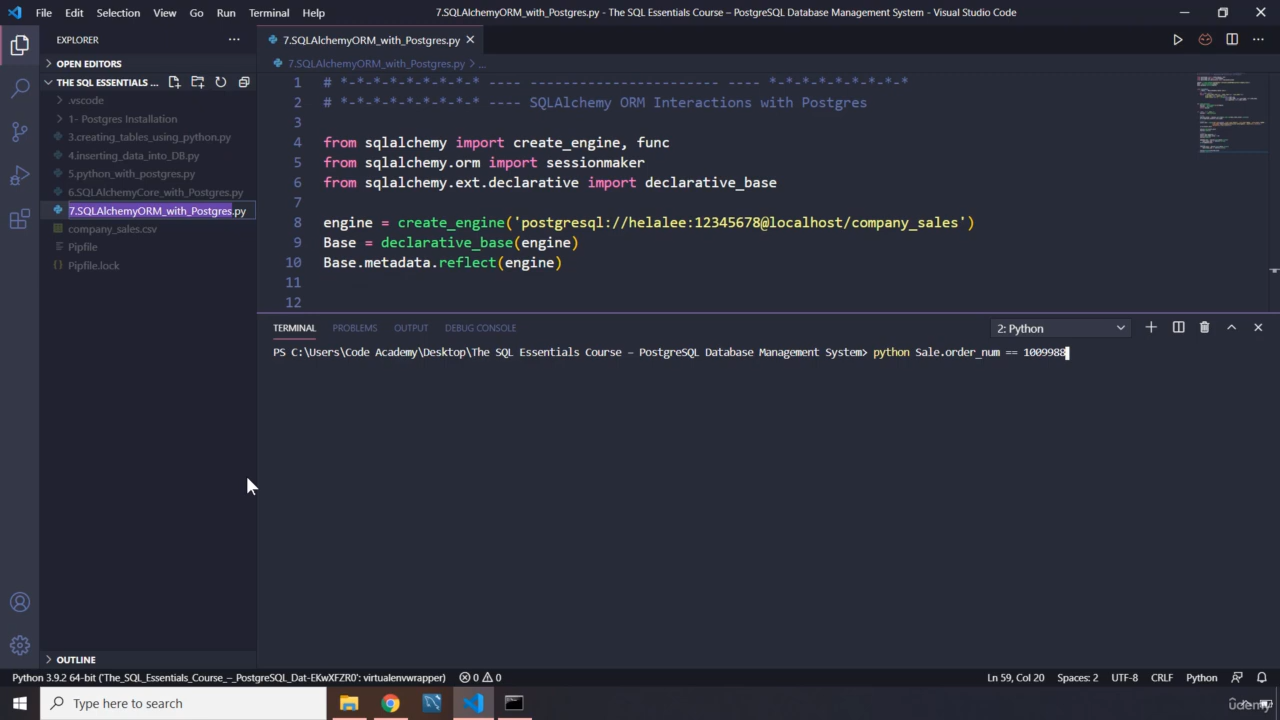 File Edit Selection View Go Run Terminal Help
7.SQLAlchemyORM_with_Postgres.py - The SQL Essentials Course – PostgreSQL Database Management System - Visual Studio Code
EXPLORER
OPEN EDITORS
THE SQL ESSENTIALS ...
.vscode
1- Postgres Installation
3.creating_tables_using_python.py
4.inserting_data_into_DB.py
5.python_with_postgres.py
6.SQLAlchemyCore_with_Postgres.py
7.SQLAlchemyORM_with_Postgres.py
company_sales.csv
Pipfile
Pipfile.lock
OUTLINE
7.SQLAlchemyORM_with_Postgres.py
7.SQLAlchemyORM_with_Postgres.py > ...
1 # *-*-*-*-*-*-*-* ---- ----------------------- ---- *-*-*-*-*-*-*-*
2 # *-*-*-*-*-*-*-* ---- SQLAlchemy ORM Interactions with Postgres
3
4 from sqlalchemy import create_engine, func
5 from sqlalchemy.orm import sessionmaker
6 from sqlalchemy.ext.declarative import declarative_base
7
8 engine = create_engine('postgresql://helalee:12345678@localhost/company_sales')
9 Base = declarative_base(engine)
10 Base.metadata.reflect(engine)
11
12
TERMINAL PROBLEMS OUTPUT DEBUG CONSOLE
2: Python
PS C:\Users\Code Academy\Desktop\The SQL Essentials Course – PostgreSQL Database Management System> python Sale.order_num == 1009988
Python 3.9.2 64-bit ('The_SQL_Essentials_Course_–_PostgreSQL_Dat-EKwXFZR0': virtualenvwrapper)
0 0
Ln 59, Col 20 Spaces: 2 UTF-8 CRLF Python
Type here to search
udemy